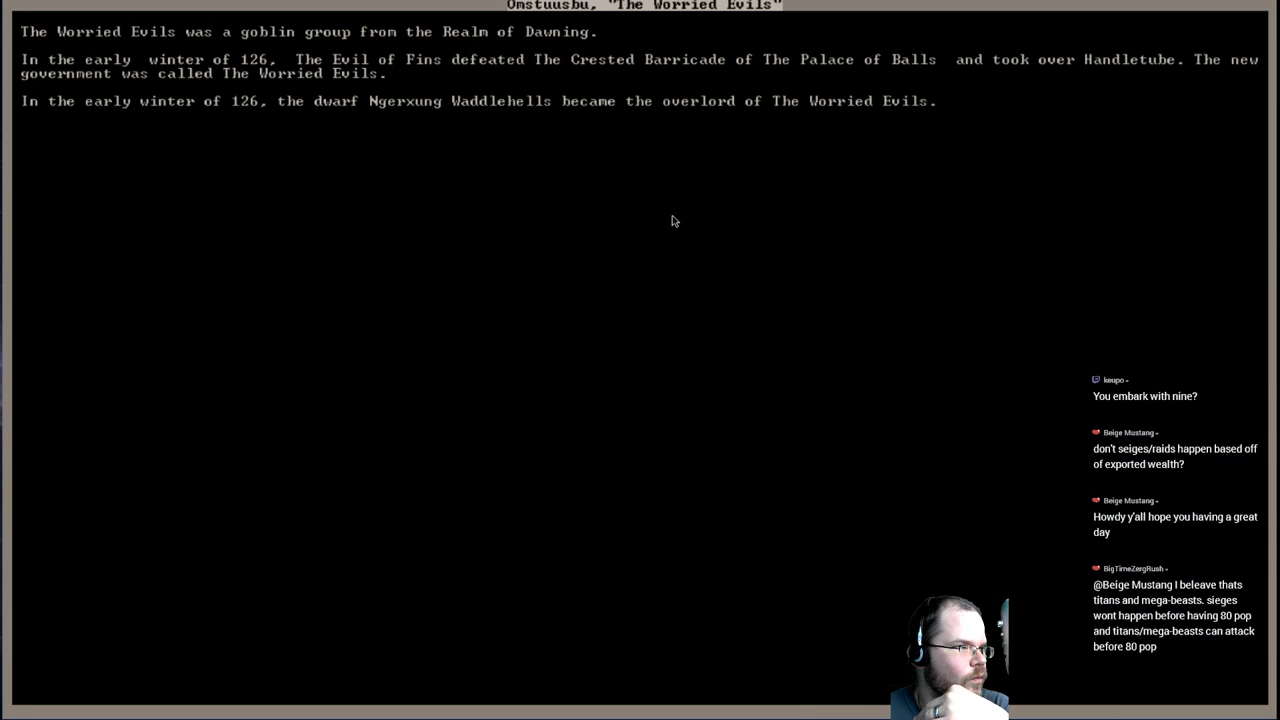 Omstuusbu, "The Worried Evils"
The Worried Evils was a goblin group from the Realm of Dawning.
In the early  winter of 126,  The Evil of Fins defeated The Crested Barricade of The Palace of Balls  and took over Handletube. The new
government was called The Worried Evils.
In the early winter of 126, the dwarf Ngerxung Waddlehells became the overlord of The Worried Evils.
keupo
You embark with nine?
Beige Mustang
don't seiges/raids happen based off
of exported wealth?
Beige Mustang
Howdy y'all hope you having a great
day
BigTimeZergRush
@Beige Mustang I beleave thats
titans and mega-beasts. sieges
wont happen before having 80 pop
and titans/mega-beasts can attack
before 80 pop